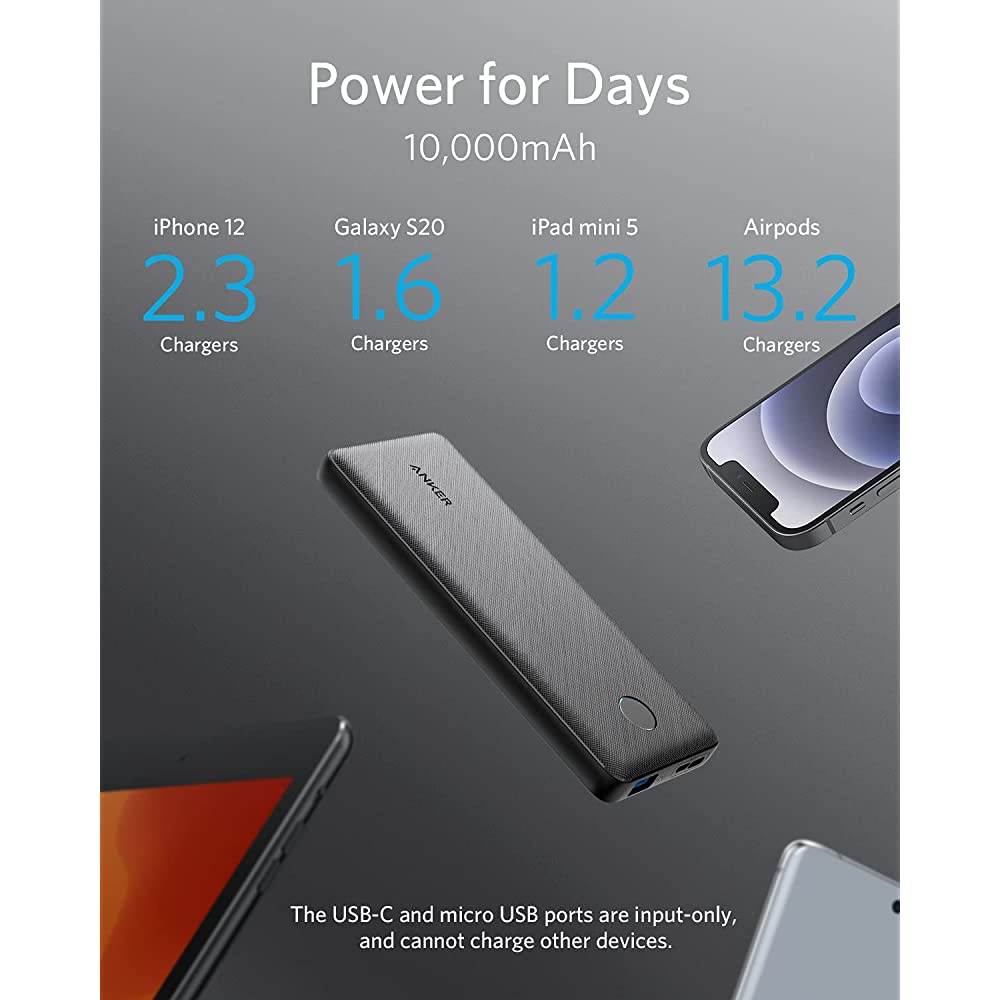 Power for Days
10,000mAh
iPhone 12 Galaxy S20 iPad mini 5 Airpods
2.3 1.6 1.2 13.2
Chargers Chargers Chargers Chargers
ANKER
The USB-C and micro USB ports are input-only,
and cannot charge other devices.